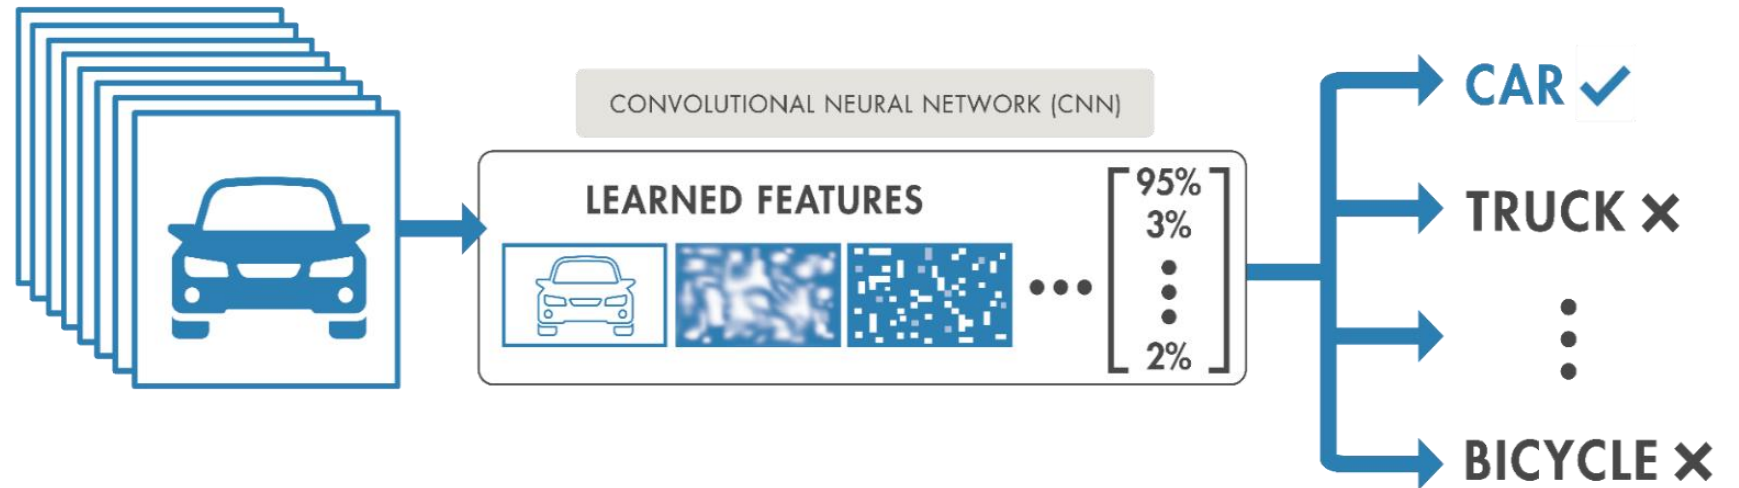 CONVOLUTIONAL NEURAL NETWORK (CNN)
LEARNED FEATURES
95%
3%
2%
CAR
TRUCK
BICYCLE